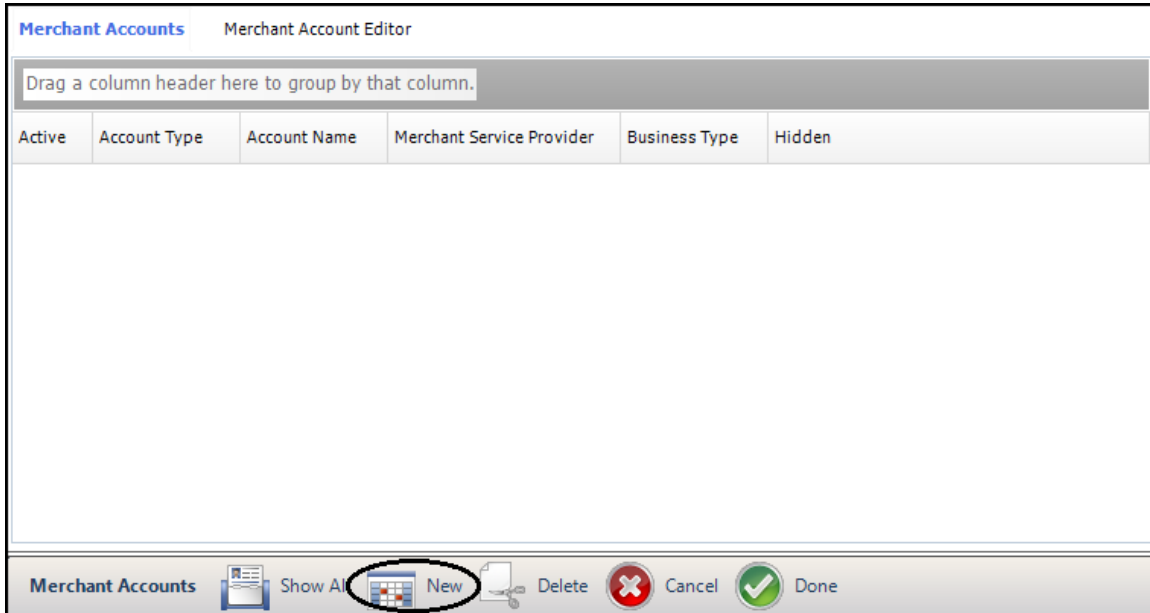 Merchant Accounts Merchant Account Editor
Drag a column header here to group by that column.
Active Account Type Account Name Merchant Service Provider Business Type Hidden
Merchant Accounts Show Al New Delete Cancel Done